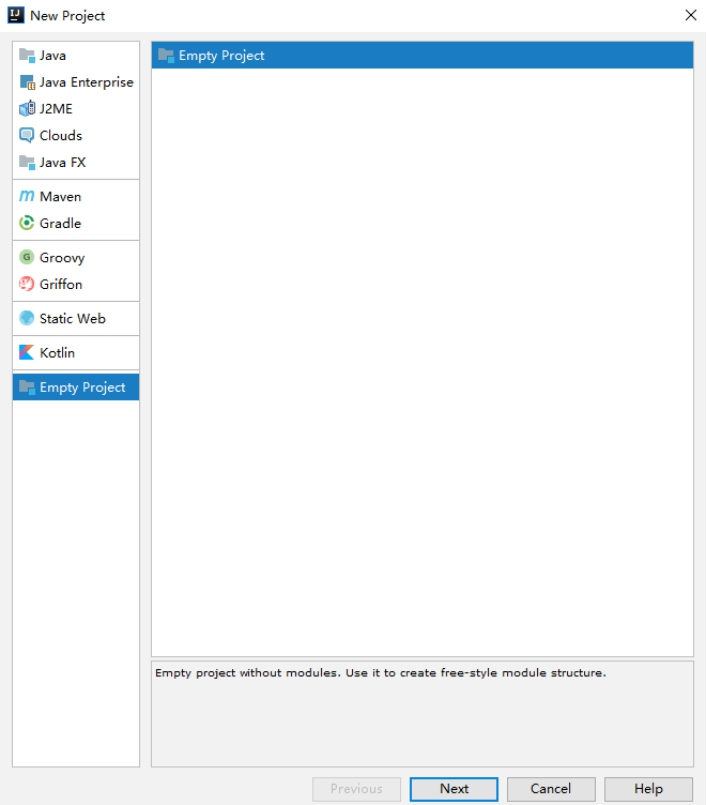 New Project
Java
Java Enterprise
J2ME
Clouds
Java FX
Maven
Gradle
Groovy
Griffon
Static Web
Kotlin
Empty Project
Empty Project
Empty project without modules. Use it to create free-style module structure.
Previous Next Cancel Help